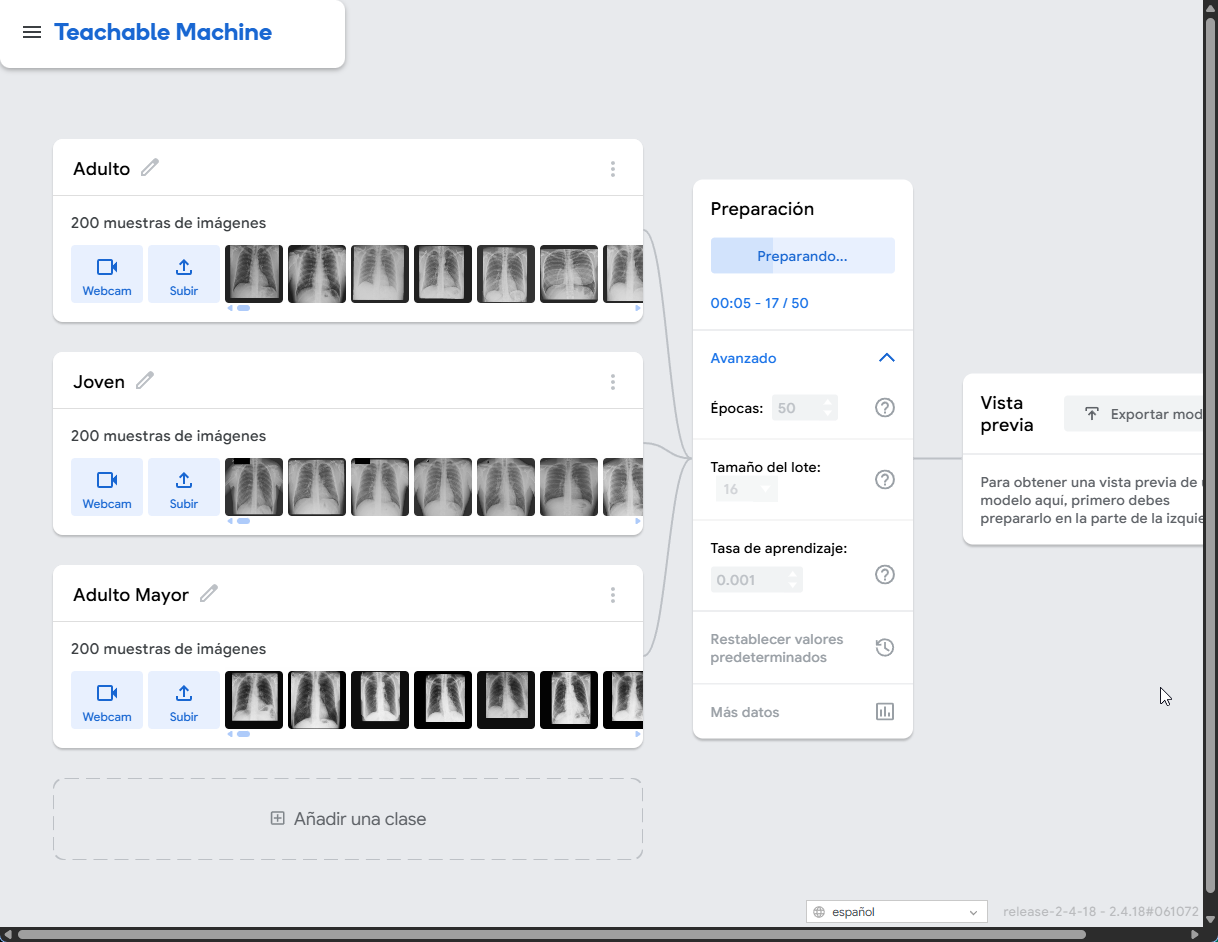 Teachable Machine
Adulto
200 muestras de imágenes
Webcam
Subir
Joven
200 muestras de imágenes
Webcam
Subir
Adulto Mayor
200 muestras de imágenes
Webcam
Subir
Añadir una clase
Preparación
Preparando...
00:05 - 17 / 50
Avanzado
Épocas: 50
Tamaño del lote:
16
Tasa de aprendizaje:
0.001
Restablecer valores
predeterminados
Más datos
Vista
previa
Exportar mod
Para obtener una vista previa de
modelo aquí, primero debes
prepararlo en la parte de la izquie
español
release-2-4-18 - 2.4.18#061072